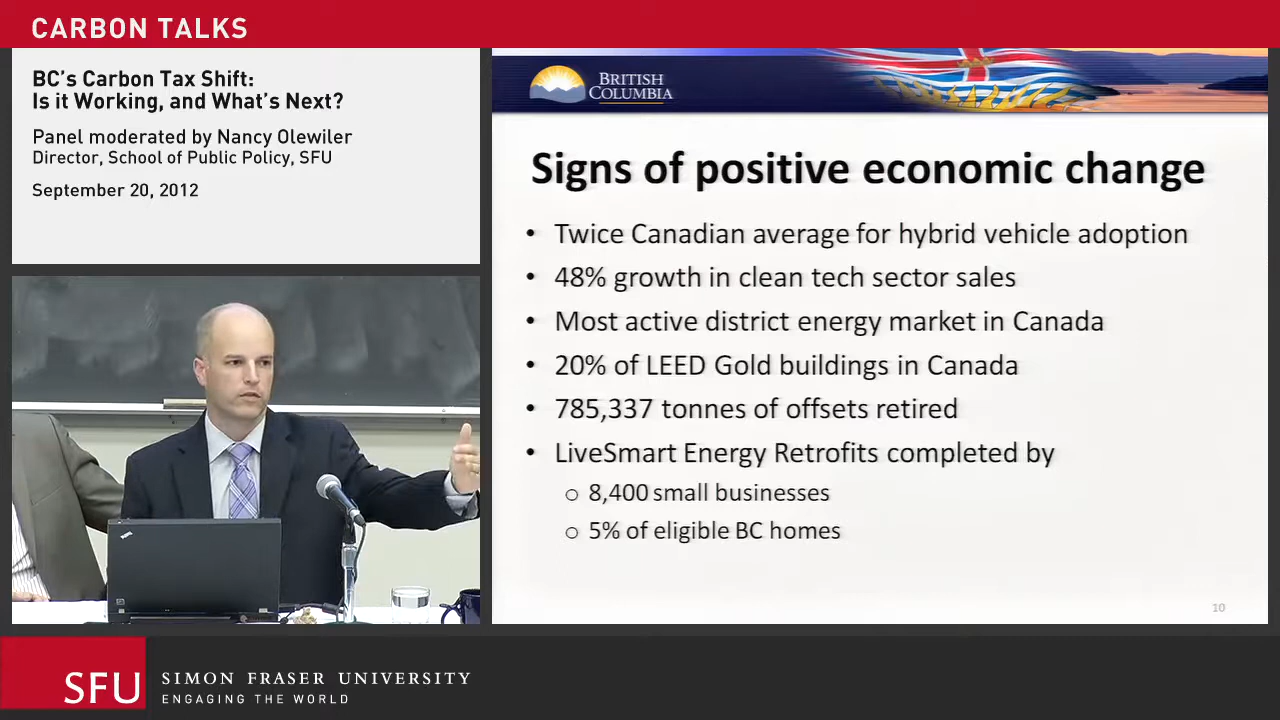 CARBON TALKS
BC's Carbon Tax Shift:
Is it Working, and What's Next?
Panel moderated by Nancy Olewiler
Director, School of Public Policy, SFU
September 20, 2012
BRITISH
COLUMBIA
Signs of positive economic change
• Twice Canadian average for hybrid vehicle adoption
• 48% growth in clean tech sector sales
• Most active district energy market in Canada
• 20% of LEED Gold buildings in Canada
• 785,337 tonnes of offsets retired
• LiveSmart Energy Retrofits completed by
o 8,400 small businesses
o 5% of eligible BC homes
10
SFU
SIMON FRASER UNIVERSITY
ENGAGING THE WORLD